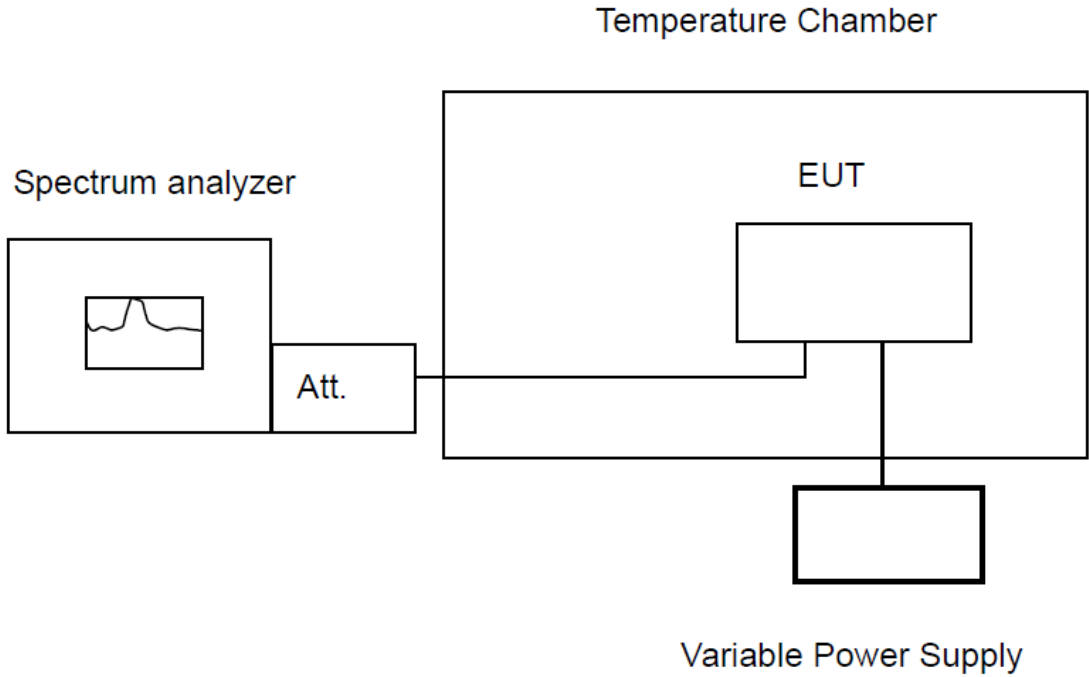 Temperature Chamber
Spectrum analyzer
EUT
Att.
Variable Power Supply